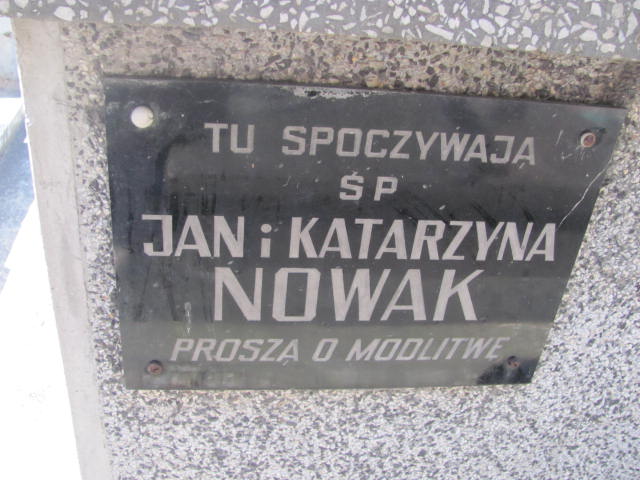 TU SPOCZYWAJĄ
ŚP
JAN i KATARZYNA
NOWAK
PROSZĄ O MODLITWĘ